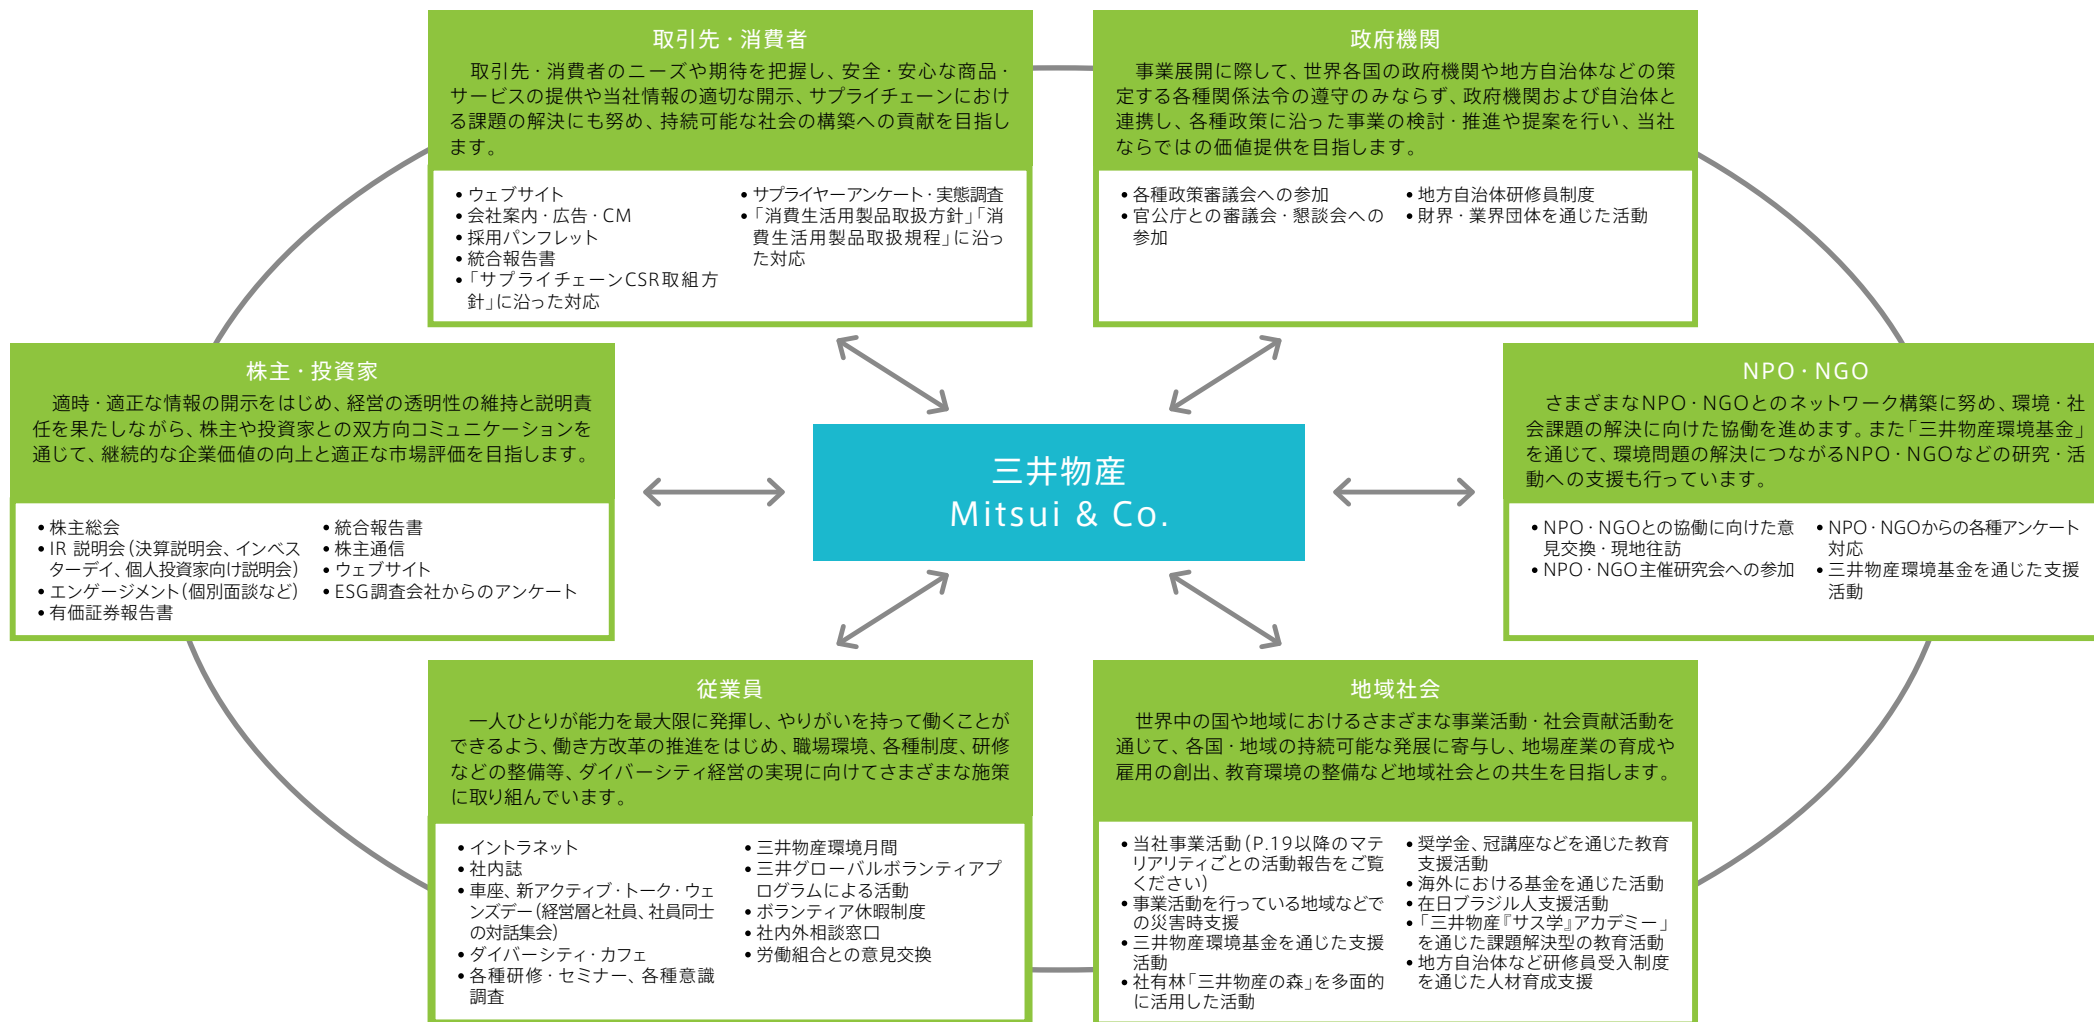 取引先・消費者
取引先・消費者のニーズや期待を把握し、安全・安心な商品・
サービスの提供や当社情報の適切な開示、サプライチェーンにおけ
る課題の解決にも努め、持続可能な社会の構築への貢献を目指し
ます。
• ウェブサイト
• 会社案内・広告・CM
• 採用パンフレット
• 統合報告書
• 「サプライチェーンCSR取組方
針」に沿った対応
• サプライヤーアンケート・実態調査
• 「消費生活用製品取扱方針」「消
費生活用製品取扱規程」に沿っ
た対応
政府機関
事業展開に際して、世界各国の政府機関や地方自治体などの策
定する各種関係法令の遵守のみならず、政府機関および自治体と
連携し、各種政策に沿った事業の検討・推進や提案を行い、当社
ならではの価値提供を目指します。
• 各種政策審議会への参加
• 官公庁との審議会・懇談会への
参加
• 地方自治体研修員制度
• 財界・業界団体を通じた活動
株主・投資家
適時・適正な情報の開示をはじめ、経営の透明性の維持と説明責
任を果たしながら、株主や投資家との双方向コミュニケーションを
通じて、継続的な企業価値の向上と適正な市場評価を目指します。
• 株主総会
• IR 説明会(決算説明会、インベス
ターデイ、個人投資家向け説明会)
• エンゲージメント(個別面談など)
• 有価証券報告書
• 統合報告書
• 株主通信
• ウェブサイト
• ESG調査会社からのアンケート
三井物産
Mitsui & Co.
NPO・NGO
さまざまなNPO・NGOとのネットワーク構築に努め、環境・社
会課題の解決に向けた協働を進めます。また「三井物産環境基金」
を通じて、環境問題の解決につながるNPO・NGOなどの研究・活
動への支援も行っています。
• NPO・NGOとの協働に向けた意
見交換・現地往訪
• NPO・NGO主催研究会への参加
• NPO・NGOからの各種アンケート
対応
• 三井物産環境基金を通じた支援
活動
従業員
一人ひとりが能力を最大限に発揮し、やりがいを持って働くことが
できるよう、働き方改革の推進をはじめ、職場環境、各種制度、研修
などの整備等、ダイバーシティ経営の実現に向けてさまざまな施策
に取り組んでいます。
• イントラネット
• 社内誌
• 車座、新アクティブ・トーク・ウェ
ンズデー(経営層と社員、社員同士
の対話集会)
• ダイバーシティ・カフェ
• 各種研修・セミナー、各種意識
調査
• 三井物産環境月間
• 三井グローバルボランティアプ
ログラムによる活動
• ボランティア休暇制度
• 社内外相談窓口
• 労働組合との意見交換
地域社会
世界中の国や地域におけるさまざまな事業活動・社会貢献活動を
通じて、各国・地域の持続可能な発展に寄与し、地場産業の育成や
雇用の創出、教育環境の整備など地域社会との共生を目指します。
• 当社事業活動(P.19以降のマテ
リアリティごとの活動報告をご覧
ください)
• 事業活動を行っている地域などで
の災害時支援
• 三井物産環境基金を通じた支援
活動
• 社有林「三井物産の森」を多面的
に活用した活動
• 奨学金、冠講座などを通じた教育
支援活動
• 海外における基金を通じた活動
• 在日ブラジル人支援活動
• 「三井物産『サス学』アカデミー」
を通じた課題解決型の教育活動
• 地方自治体など研修員受入制度
を通じた人材育成支援